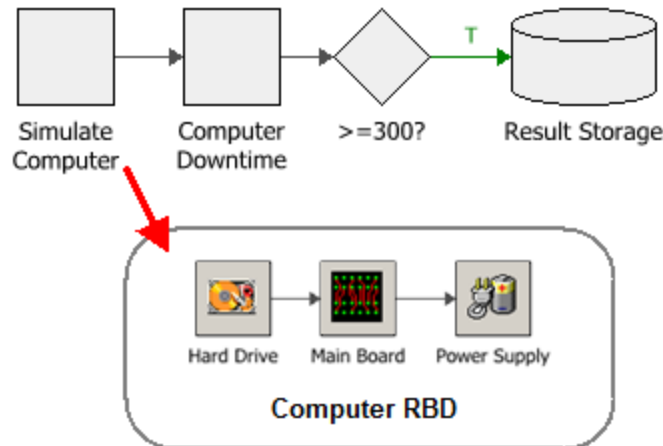 T
Simulate
Computer
Computer
Downtime
>=300?
Result Storage
Hard Drive
Main Board
Power Supply
Computer RBD